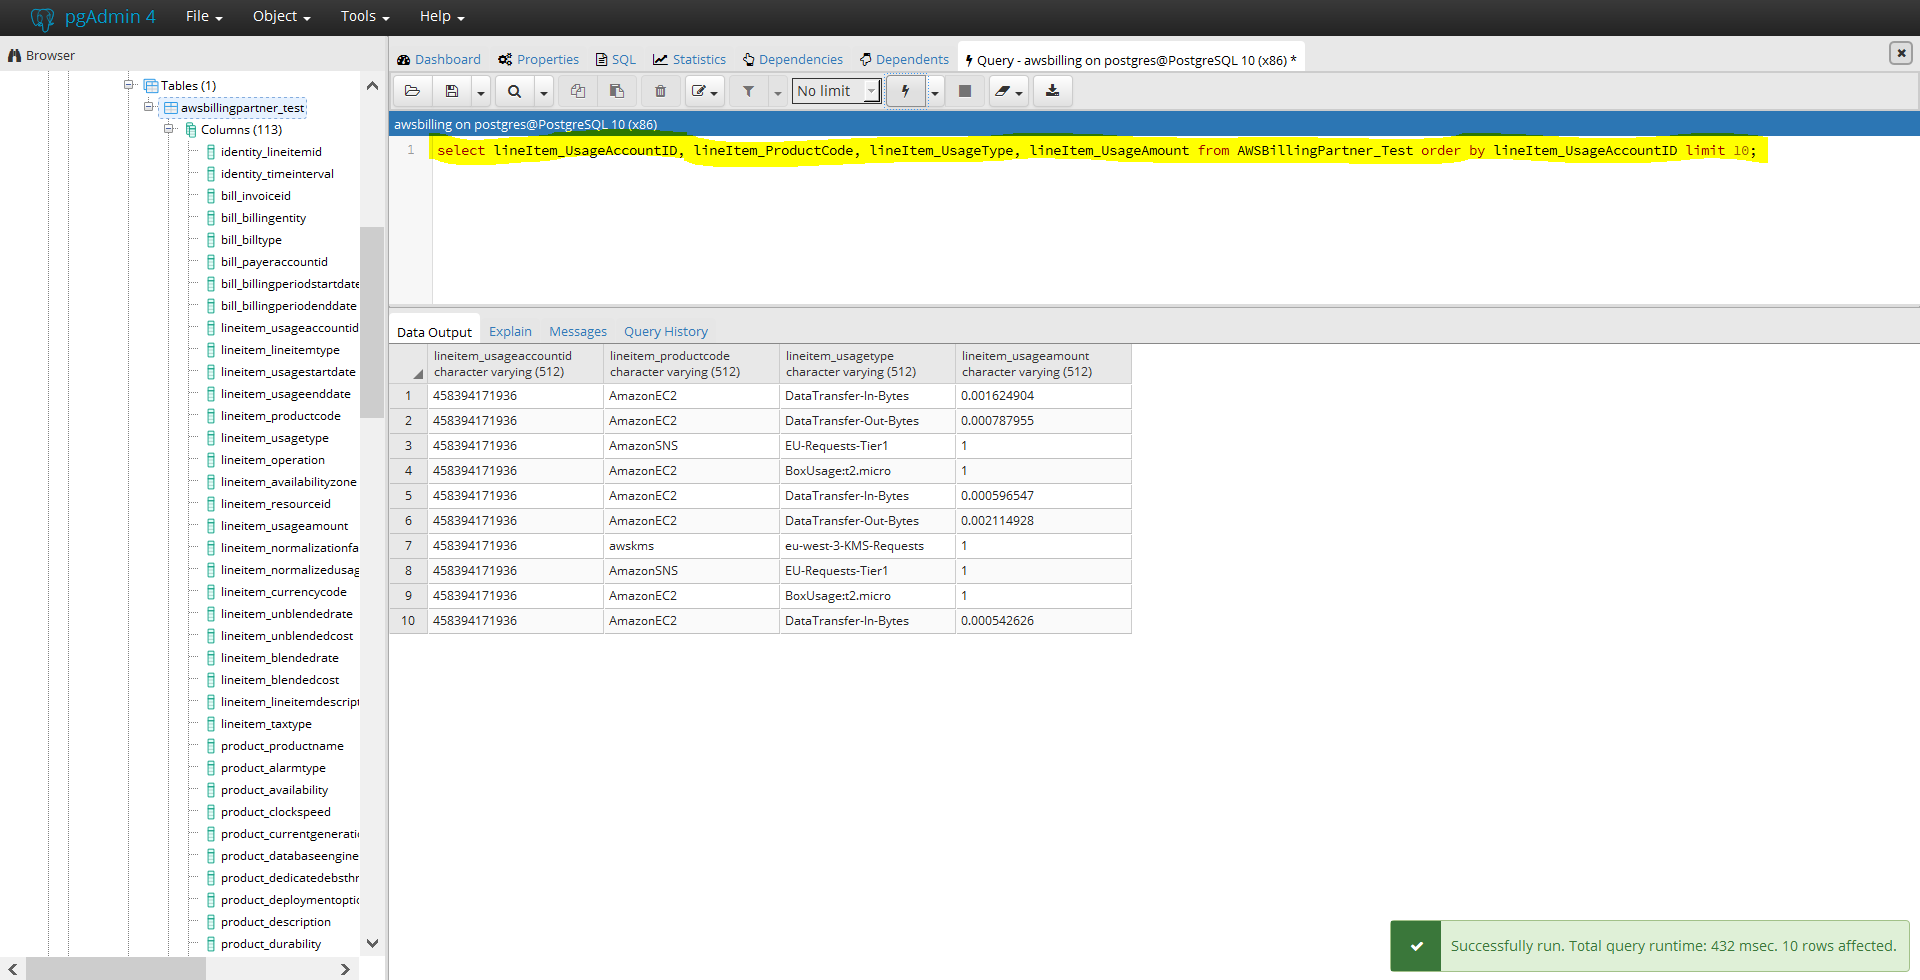 pgAdmin 4 File Object Tools Help
Browser
Tables (1)
awsbillingpartner_test
Columns (113)
identity_lineitemid
identity_timeinterval
bill_invoiceid
bill_billingentity
bill_billtype
bill_payeraccountid
bill_billingperiodstartdate
bill_billingperiodenddate
lineitem_usageaccountid
lineitem_lineitemtype
lineitem_usagestartdate
lineitem_usageenddate
lineitem_productcode
lineitem_usagetype
lineitem_operation
lineitem_availabilityzone
lineitem_resourceid
lineitem_usageamount
lineitem_normalizationfa
lineitem_normalizedusag
lineitem_currencycode
lineitem_unblendedrate
lineitem_unblendedcost
lineitem_blendedrate
lineitem_blendedcost
lineitem_lineitemdescript
lineitem_taxtype
product_productname
product_alarmtype
product_availability
product_clockspeed
product_currentgenerati
product_databaseengine
product_dedicatedebsthr
product_deploymentoptic
product_description
product_durability
Dashboard Properties SQL Statistics Dependencies Dependents Query - awsbilling on postgres@PostgreSQL 10 (x86) *
No limit
awsbilling on postgres@PostgreSQL 10 (x86)
1 select lineItem_UsageAccountID, lineItem_ProductCode, lineItem_UsageType, lineItem_UsageAmount from AWSBillingPartner_Test order by lineItem_UsageAccountID limit 10;
Data Output Explain Messages Query History
lineitem_usageaccountid lineitem_productcode lineitem_usagetype lineitem_usageamount
character varying (512) character varying (512) character varying (512) character varying (512)
1 458394171936 AmazonEC2 DataTransfer-In-Bytes 0.001624904
2 458394171936 AmazonEC2 DataTransfer-Out-Bytes 0.000787955
3 458394171936 AmazonSNS EU-Requests-Tier1 1
4 458394171936 AmazonEC2 BoxUsage:t2.micro 1
5 458394171936 AmazonEC2 DataTransfer-In-Bytes 0.000596547
6 458394171936 AmazonEC2 DataTransfer-Out-Bytes 0.002114928
7 458394171936 awskms eu-west-3-KMS-Requests 1
8 458394171936 AmazonSNS EU-Requests-Tier1 1
9 458394171936 AmazonEC2 BoxUsage:t2.micro 1
10 458394171936 AmazonEC2 DataTransfer-In-Bytes 0.000542626
Successfully run. Total query runtime: 432 msec. 10 rows affected.